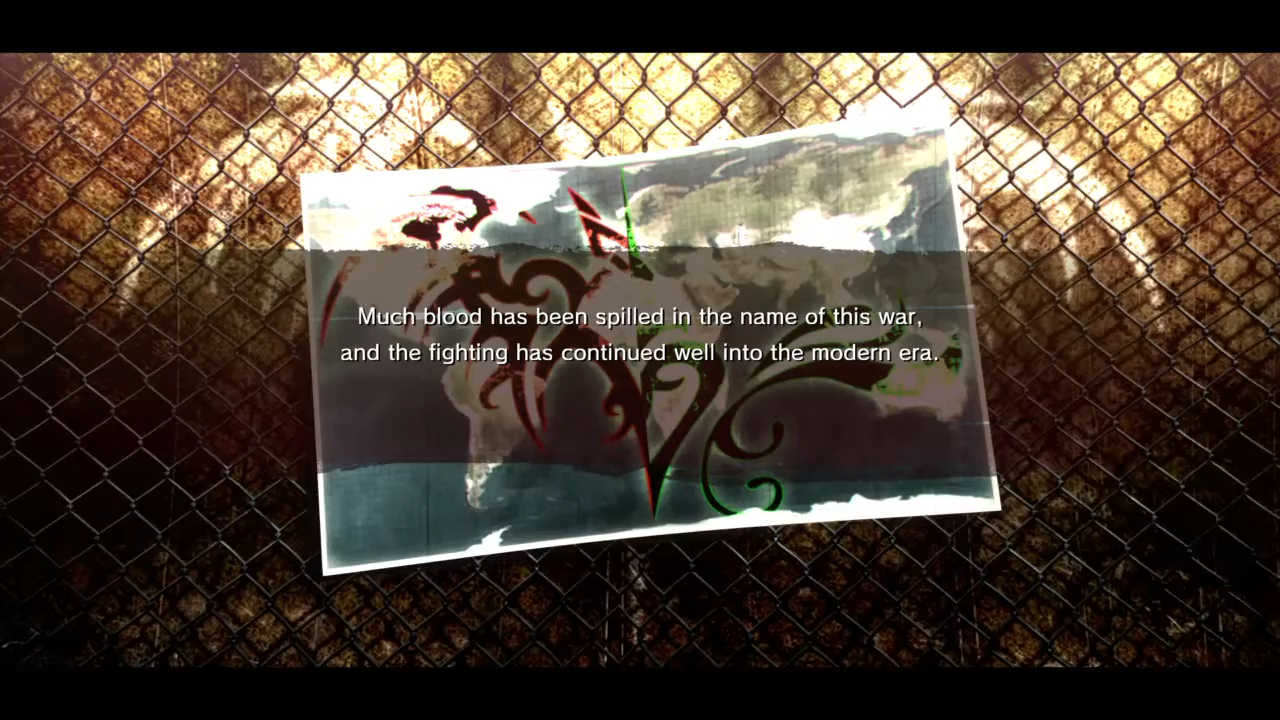 Much blood has been spilled in the name of this war,
and the fighting has continued well into the modern era.